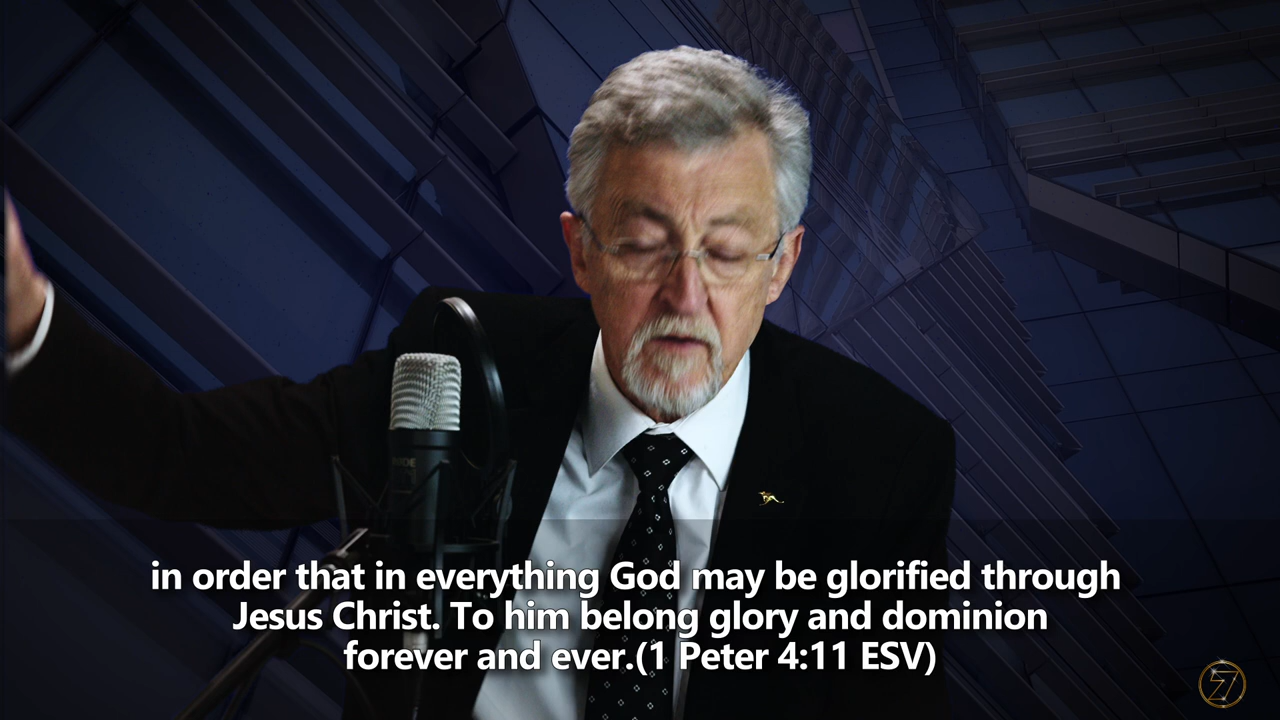 in order that in everything God may be glorified through
Jesus Christ. To him belong glory and dominion
forever and ever.(1 Peter 4:11 ESV)